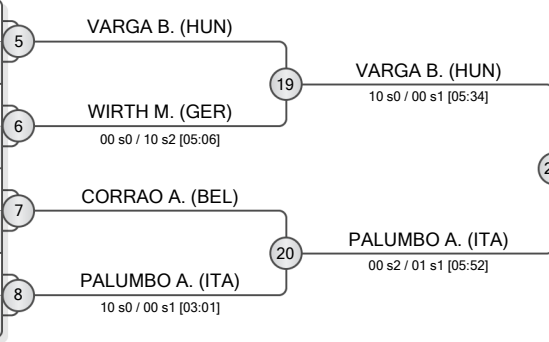 VARGA B. (HUN)
5
19
VARGA B. (HUN)
10 s0 / 00 s1 [05:34]
WIRTH M. (GER)
6
00 s0 / 10 s2 [05:06]
CORRAO A. (BEL)
7
20
PALUMBO A. (ITA)
00 s2 / 01 s1 [05:52]
PALUMBO A. (ITA)
8
10 s0 / 00 s1 [03:01]